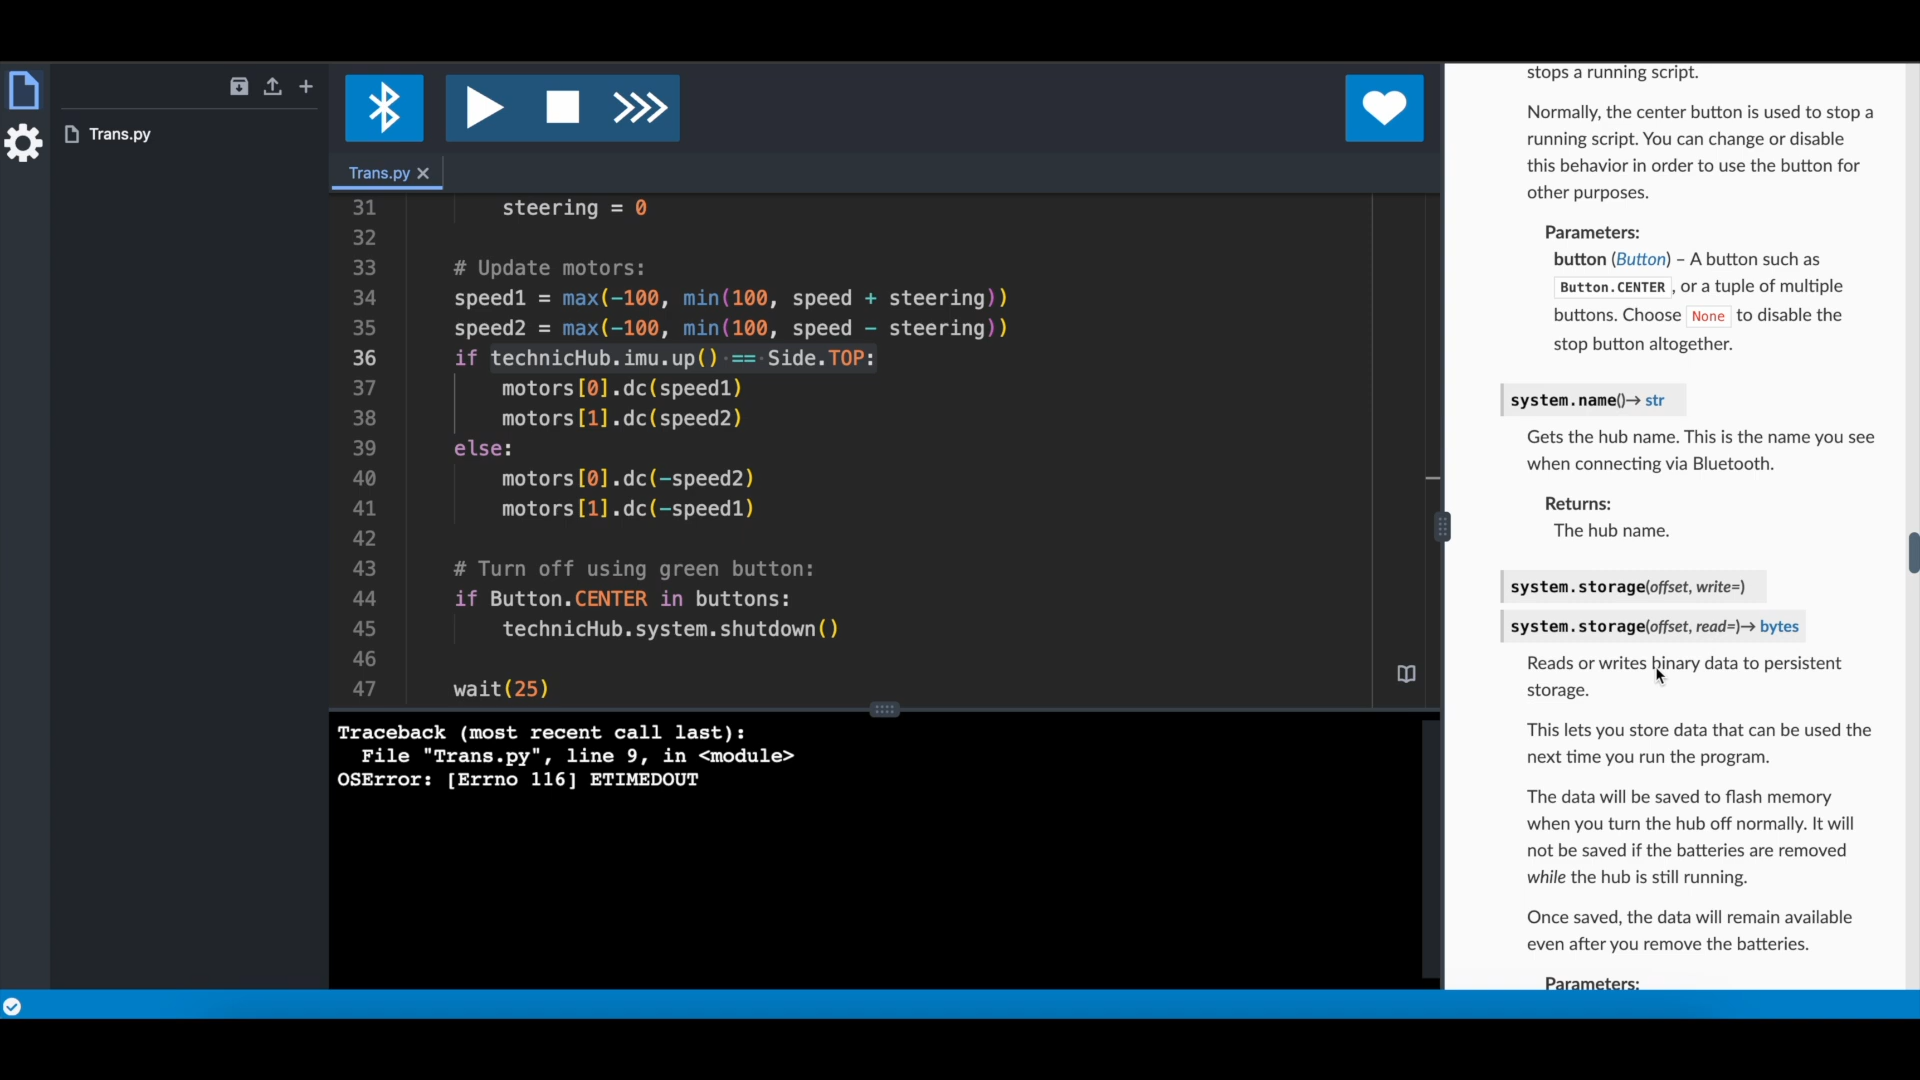 Trans.py
Trans.py
31 steering = 0
32
33 # Update motors:
34 speed1 = max(-100, min(100, speed + steering))
35 speed2 = max(-100, min(100, speed - steering))
36 if technicHub.imu.up() == Side.TOP:
37 motors[0].dc(speed1)
38 motors[1].dc(speed2)
39 else:
40 motors[0].dc(-speed2)
41 motors[1].dc(-speed1)
42
43 # Turn off using green button:
44 if Button.CENTER in buttons:
45 technicHub.system.shutdown()
46
47 wait(25)
Traceback (most recent call last):
File "Trans.py", line 9, in <module>
OSError: [Errno 116] ETIMEDOUT
stops a running script.
Normally, the center button is used to stop a
running script. You can change or disable
this behavior in order to use the button for
other purposes.
Parameters:
button (Button) – A button such as
Button.CENTER , or a tuple of multiple
buttons. Choose None to disable the
stop button altogether.
system.name()→ str
Gets the hub name. This is the name you see
when connecting via Bluetooth.
Returns:
The hub name.
system.storage(offset, write=)
system.storage(offset, read=)→ bytes
Reads or writes binary data to persistent
storage.
This lets you store data that can be used the
next time you run the program.
The data will be saved to flash memory
when you turn the hub off normally. It will
not be saved if the batteries are removed
while the hub is still running.
Once saved, the data will remain available
even after you remove the batteries.
Parameters: